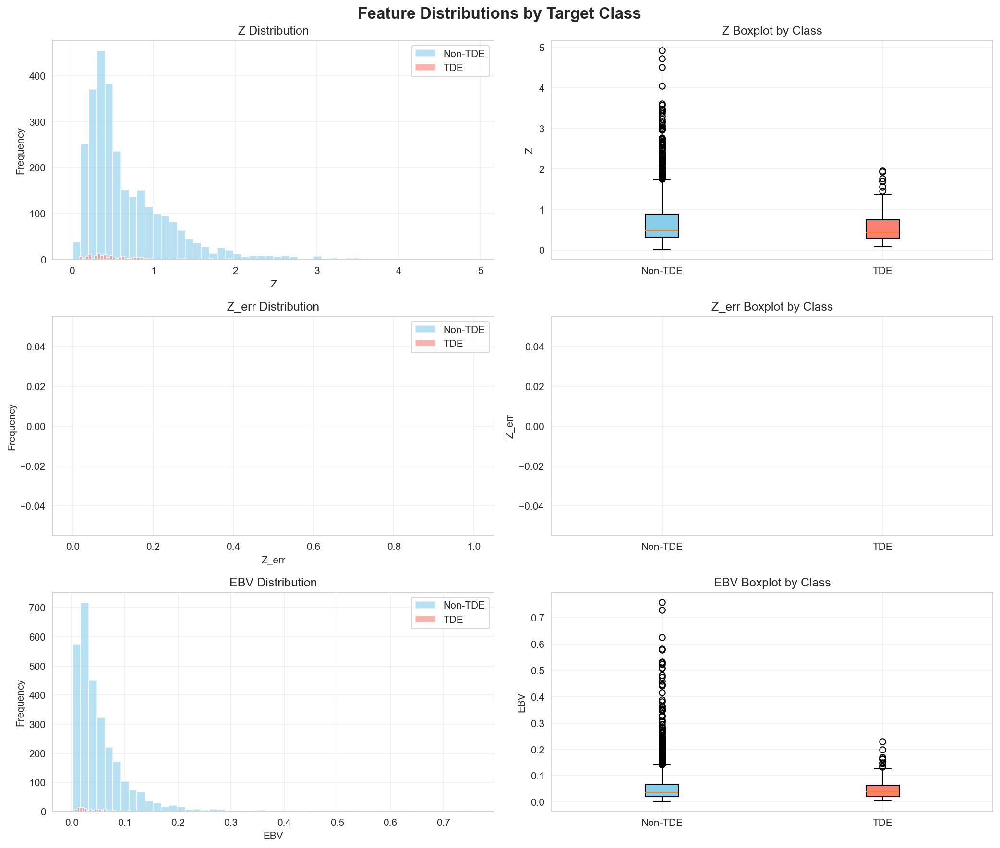 Feature Distributions by Target Class
Z Distribution
Frequency
400
300
200
100
0
0 1 2 3 4 5
Z
Non-TDE
TDE
Z Boxplot by Class
Z
5
4
3
2
1
0
Non-TDE TDE
Z_err Distribution
Frequency
0.04
0.02
0.00
−0.02
−0.04
0.0 0.2 0.4 0.6 0.8 1.0
Z_err
Non-TDE
TDE
Z_err Boxplot by Class
Z_err
0.04
0.02
0.00
−0.02
−0.04
Non-TDE TDE
EBV Distribution
Frequency
700
600
500
400
300
200
100
0
0.0 0.1 0.2 0.3 0.4 0.5 0.6 0.7
EBV
Non-TDE
TDE
EBV Boxplot by Class
EBV
0.7
0.6
0.5
0.4
0.3
0.2
0.1
0.0
Non-TDE TDE